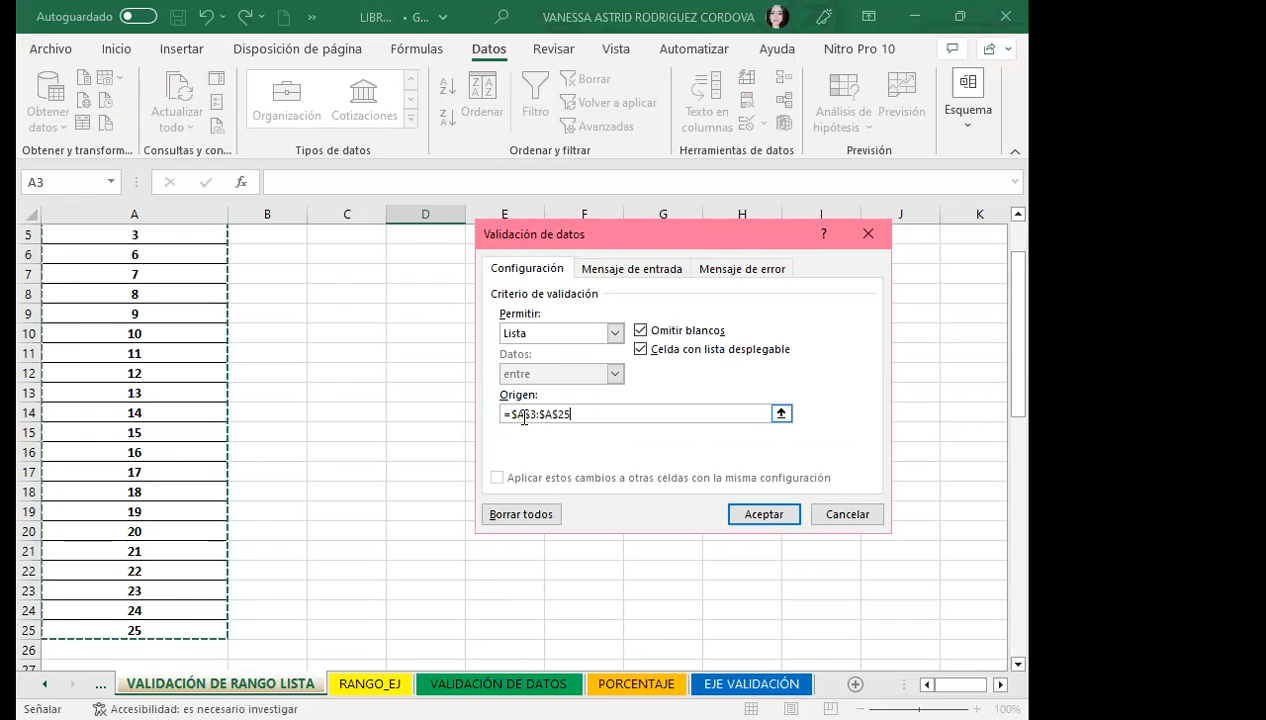 Autoguardado
LIBR... • G...
VANESSA ASTRID RODRIGUEZ CORDOVA
Archivo Inicio Insertar Disposición de página Fórmulas Datos Revisar Vista Automatizar Ayuda Nitro Pro 10
Obtener datos
Actualizar todo
Organización Cotizaciones
Ordenar
Filtro
Borrar
Volver a aplicar
Avanzadas
Texto en columnas
Análisis de hipótesis
Previsión
Esquema
Obtener y transform... Consultas y con... Tipos de datos Ordenar y filtrar Herramientas de datos Previsión
A3 fx
A B C D E F G H I J K
5 3
6 6
7 7
8 8
9 9
10 10
11 11
12 12
13 13
14 14
15 15
16 16
17 17
18 18
19 19
20 20
21 21
22 22
23 23
24 24
25 25
26
27
Validación de datos ?
Configuración Mensaje de entrada Mensaje de error
Criterio de validación
Permitir:
Lista
Omitir blancos
Celda con lista desplegable
Datos:
entre
Origen:
=$A$3:$A$25
Aplicar estos cambios a otras celdas con la misma configuración
Borrar todos Aceptar Cancelar
... VALIDACIÓN DE RANGO LISTA RANGO_EJ VALIDACIÓN DE DATOS PORCENTAJE EJE VALIDACIÓN
Señalar Accesibilidad: es necesario investigar 100%